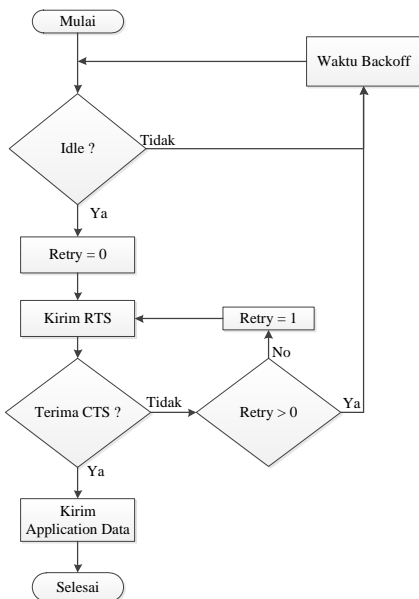 Mulai
Waktu Backoff
Idle ?
Tidak
Ya
Retry = 0
Kirim RTS
Retry = 1
No
Terima CTS ?
Tidak
Retry > 0
Ya
Ya
Kirim
Application Data
Selesai